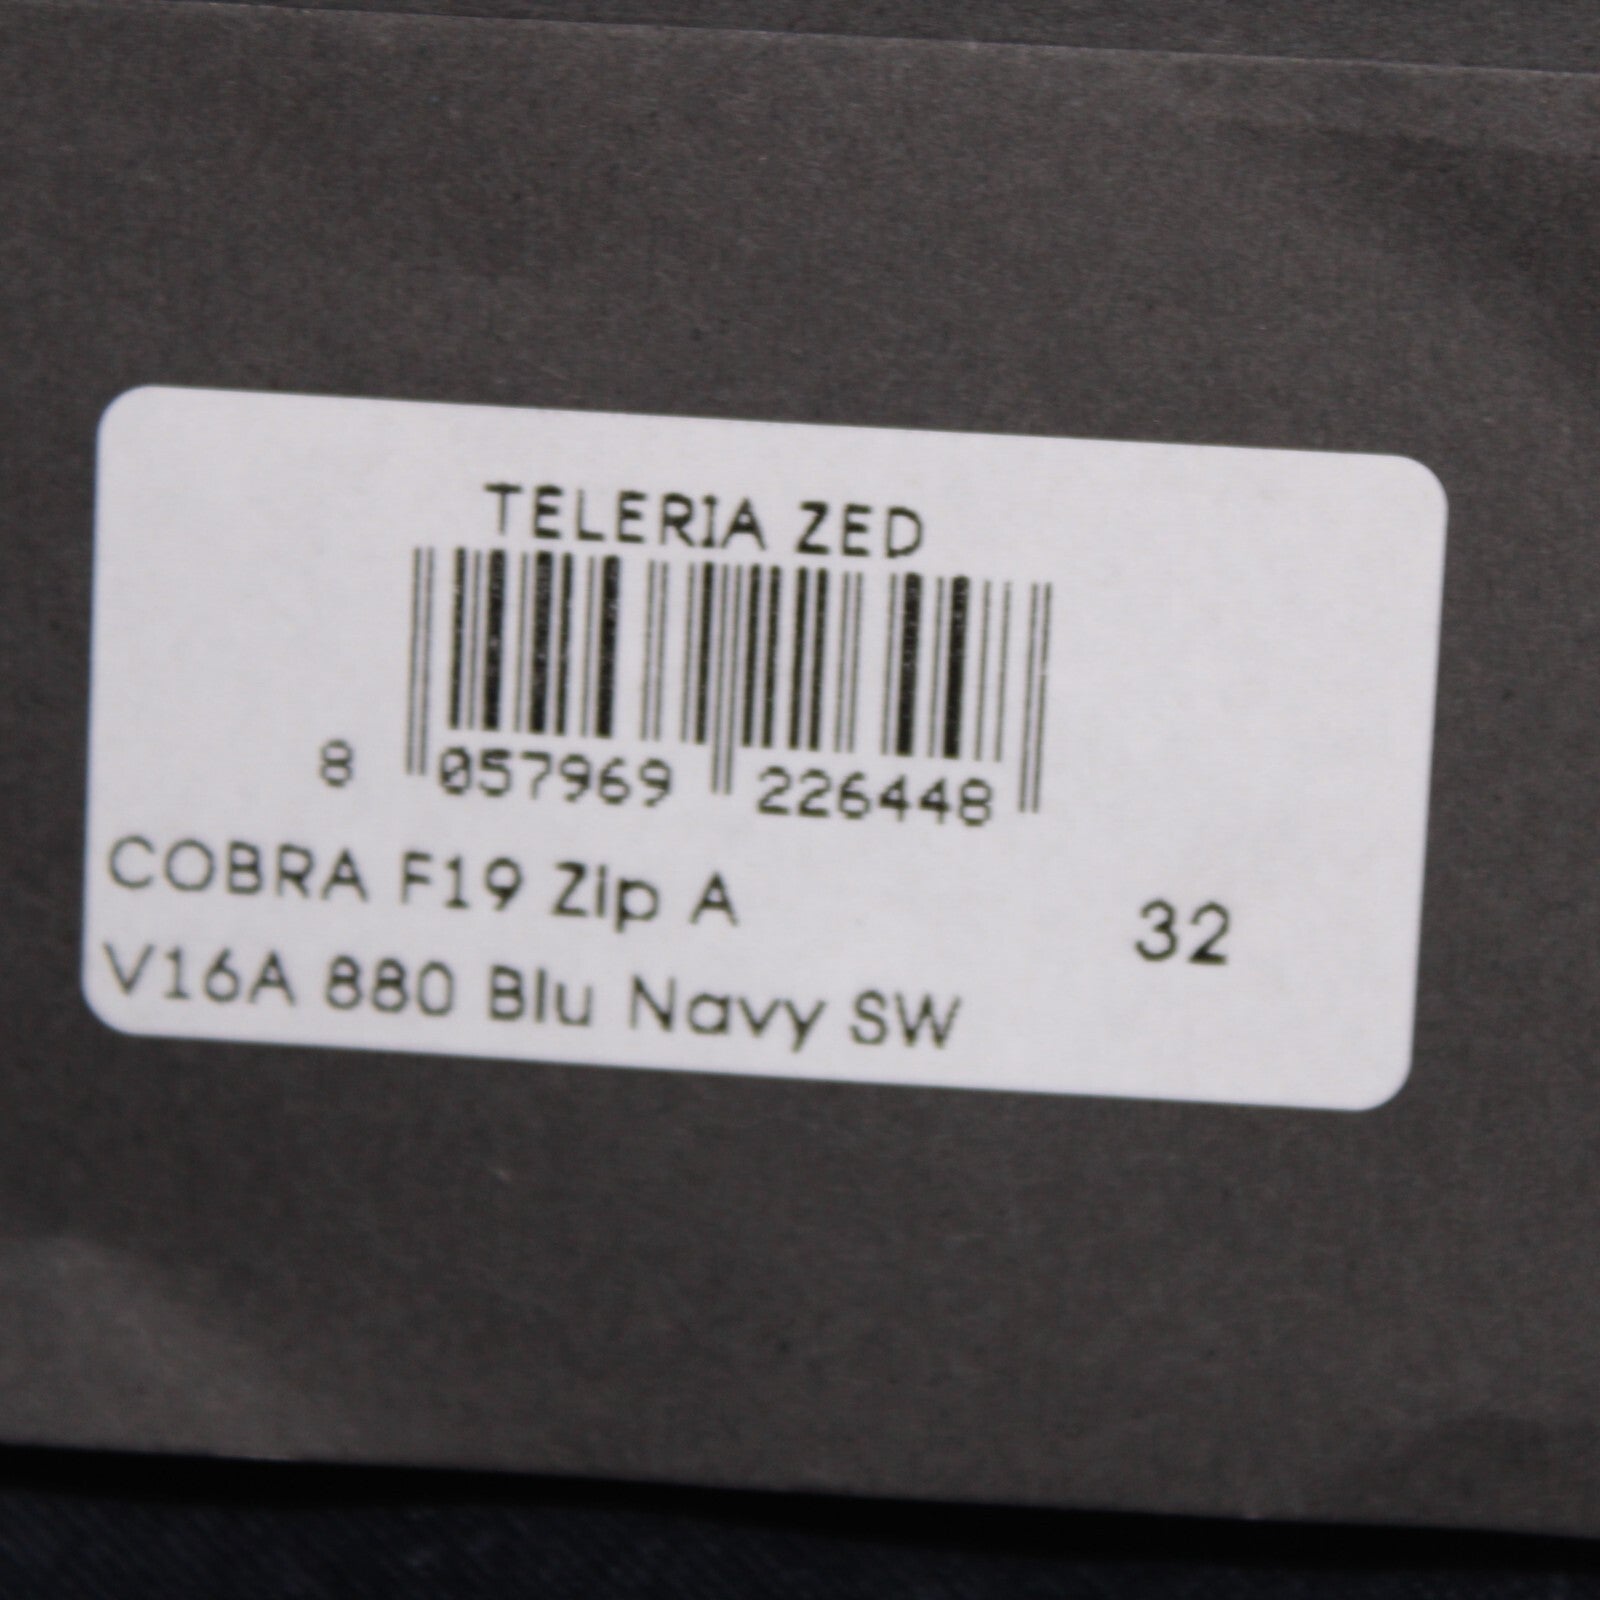 TELERIA ZED
8 057969 226448
COBRA F19 Zip A
32
V16A 880 Blu Navy SW